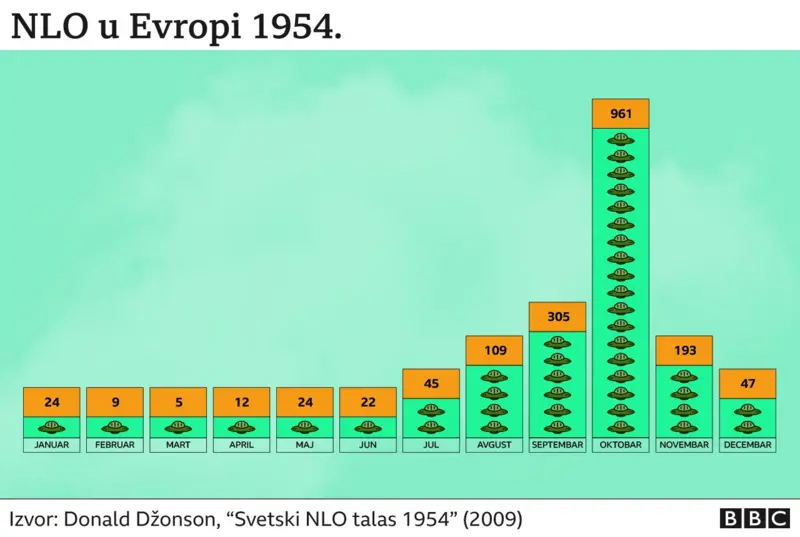 NLO u Evropi 1954.
961
305
109
193
45
47
24 9 5 12 24 22
JANUAR FEBRUAR MART APRIL MAJ JUN JUL AVGUST SEPTEMBAR OKTOBAR NOVEMBAR DECEMBAR
Izvor: Donald Džonson, “Svetski NLO talas 1954” (2009)
BBC